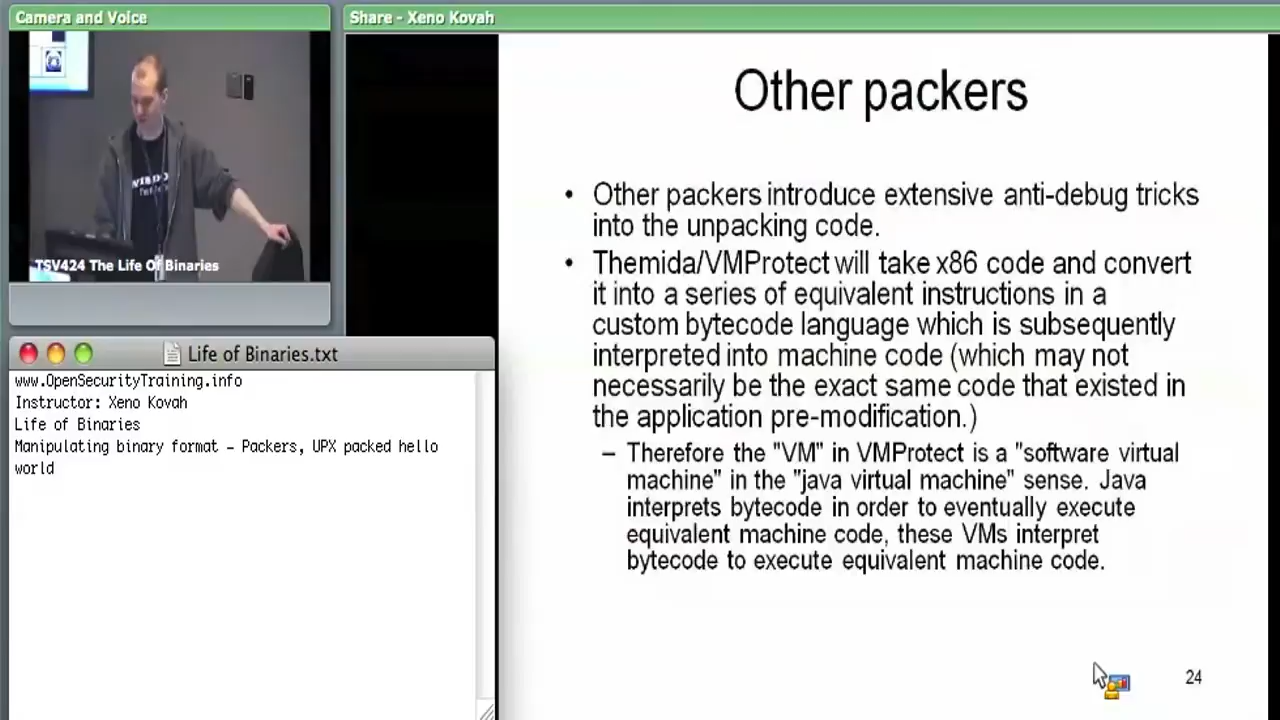 Camera and Voice
Share - Xeno Kovah
TSV424 The Life Of Binaries
Life of Binaries.txt
www.OpenSecurityTraining.info
Instructor: Xeno Kovah
Life of Binaries
Manipulating binary format - Packers, UPX packed hello
world
Other packers
• Other packers introduce extensive anti-debug tricks
into the unpacking code.
• Themida/VMProtect will take x86 code and convert
it into a series of equivalent instructions in a
custom bytecode language which is subsequently
interpreted into machine code (which may not
necessarily be the exact same code that existed in
the application pre-modification.)
– Therefore the "VM" in VMProtect is a "software virtual
machine" in the "java virtual machine" sense. Java
interprets bytecode in order to eventually execute
equivalent machine code, these VMs interpret
bytecode to execute equivalent machine code.
24